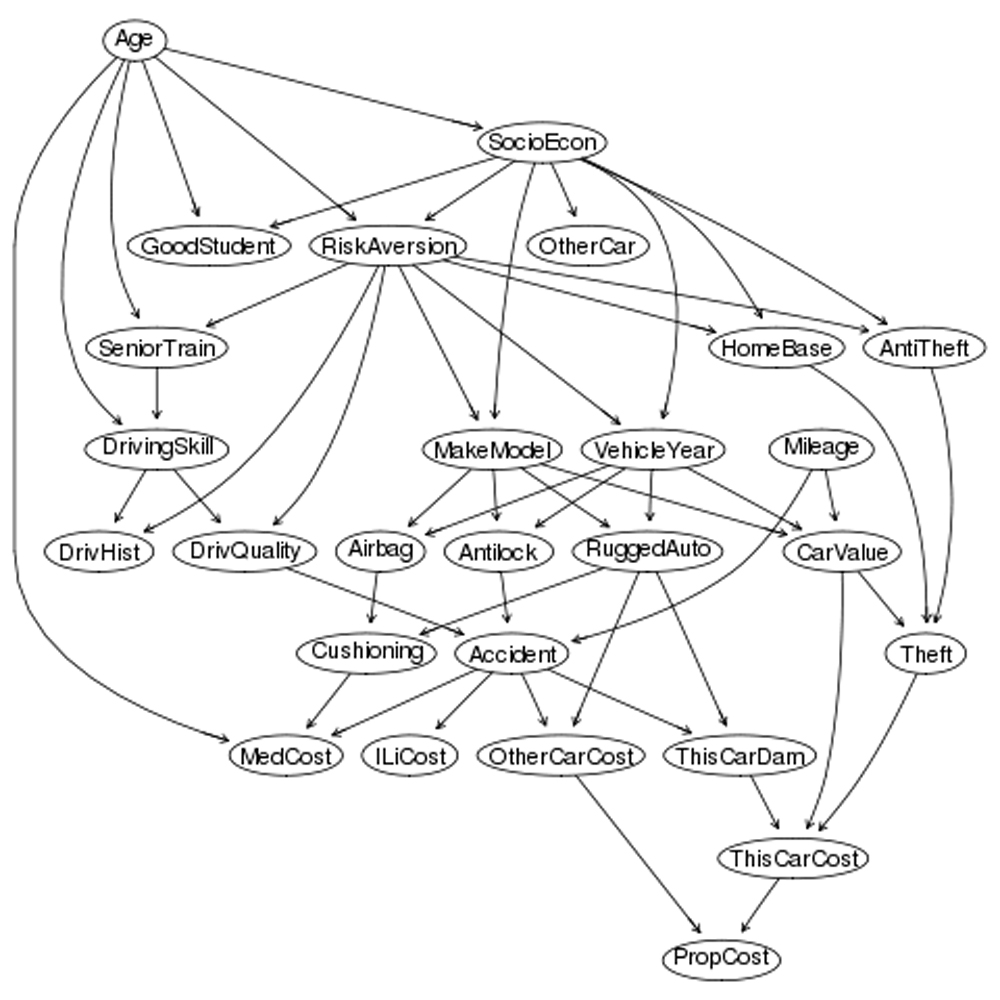 Age
SocioEcon
GoodStudent
RiskAversion
OtherCar
SeniorTrain
HomeBase
AntiTheft
DrivingSkill
MakeModel
VehicleYear
Mileage
DrivHist
DrivQuality
Airbag
Antilock
RuggedAuto
CarValue
Cushioning
Accident
Theft
MedCost
ILiCost
OtherCarCost
ThisCarDam
ThisCarCost
PropCost